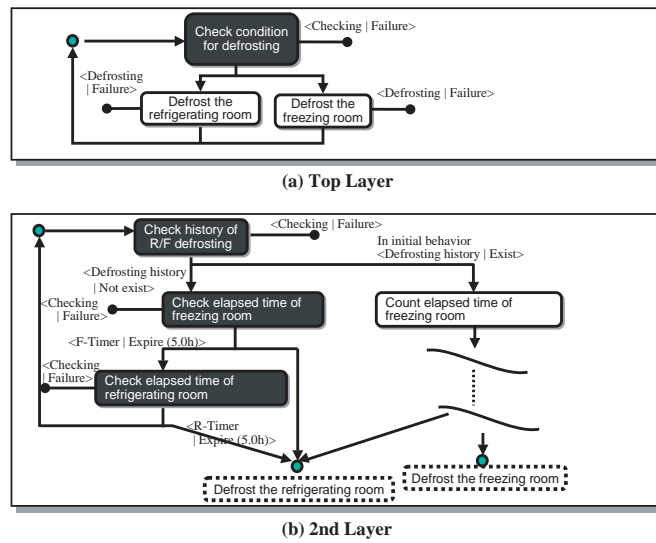 Check condition
for defrosting
<Checking | Failure>
<Defrosting
| Failure>
Defrost the
refrigerating room
Defrost the
freezing room
<Defrosting | Failure>
(a) Top Layer
Check history of
R/F defrosting
<Checking | Failure>
In initial behavior
<Defrosting history | Exist>
<Defrosting history
| Not exist>
<Checking
| Failure>
Check elapsed time of
freezing room
Count elapsed time of
freezing room
<F-Timer | Expire (5.0h)>
<Checking
| Failure>
Check elapsed time of
refrigerating room
<R-Timer
| Expire (5.0h)>
Defrost the refrigerating room
Defrost the freezing room
(b) 2nd Layer